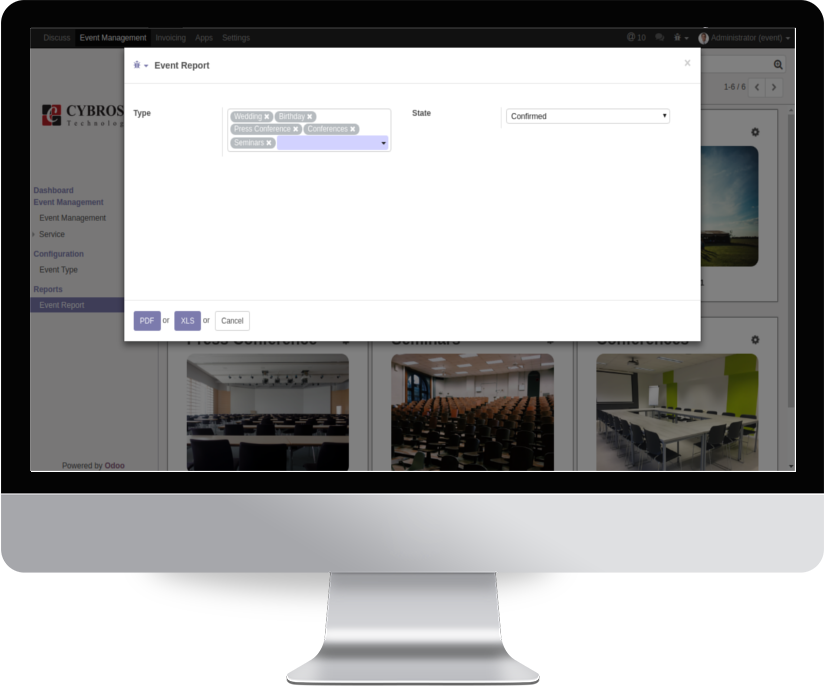 Discuss Event Management Invoicing Apps Settings 10 Administrator (event)
Event Report x
1-6 / 6
CYBROS
Technolog
Type Wedding x Birthday x State Confirmed
Press Conference x Conferences x
Seminars x
Dashboard
Event Management
Event Management
Service
Configuration
Event Type
Reports
Event Report
PDF or XLS or Cancel
Press Conference Seminars Conferences
Powered by Odoo